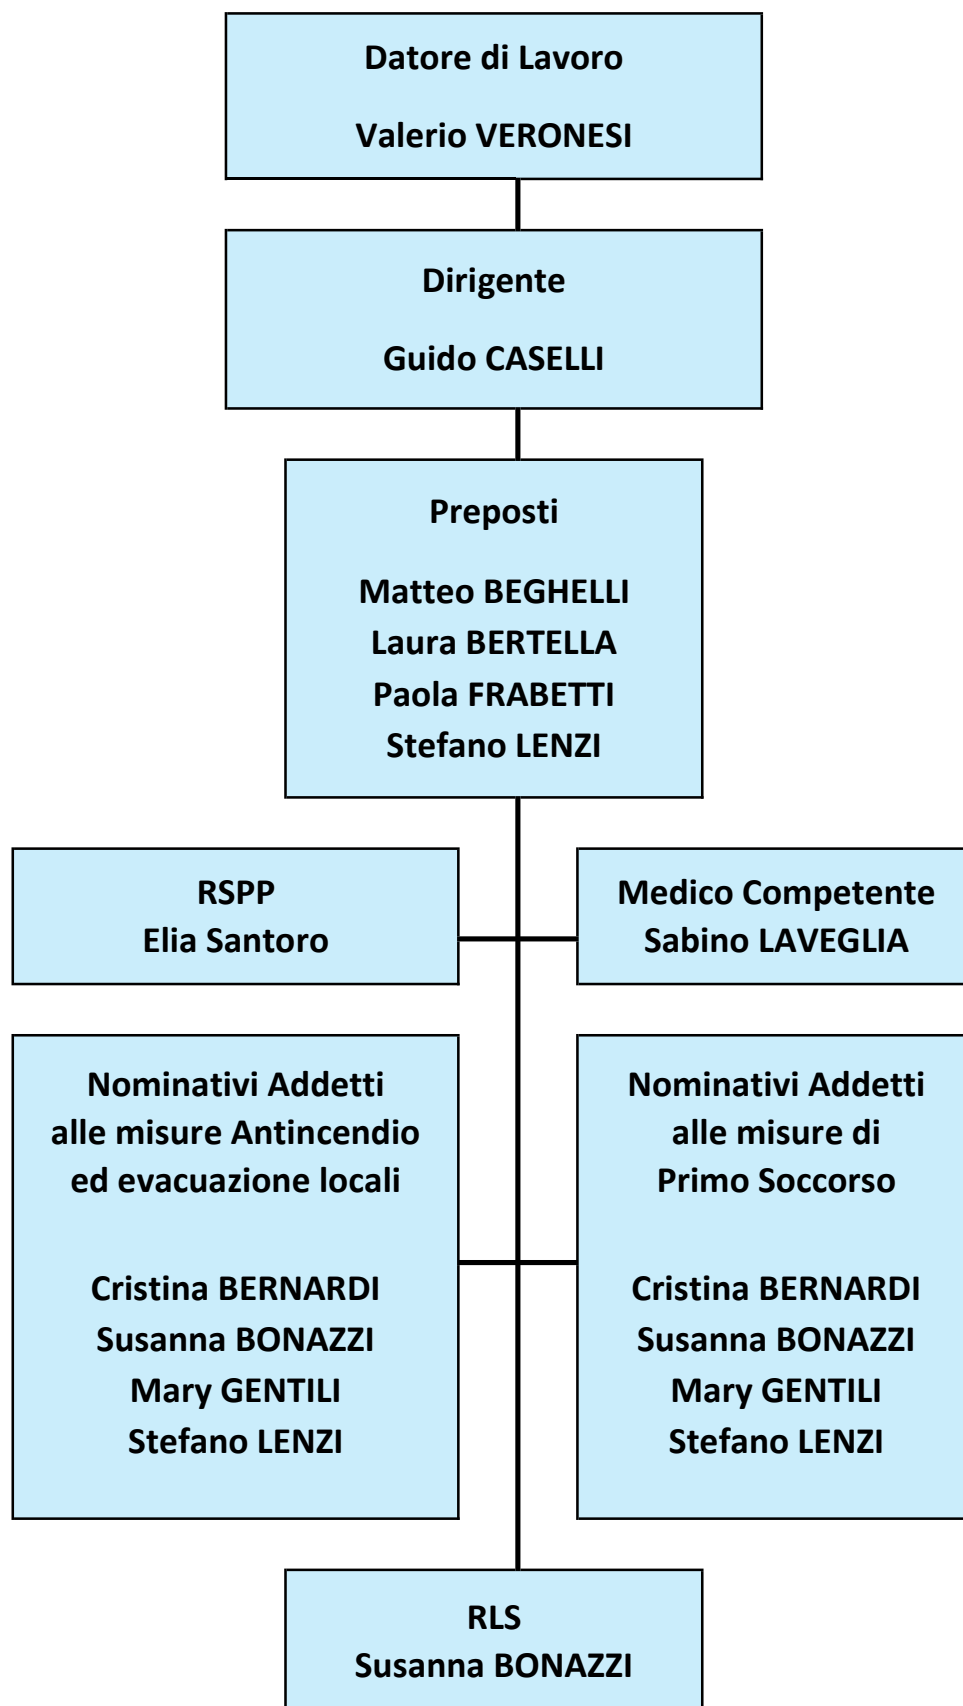 Datore di Lavoro
Valerio VERONESI
Dirigente
Guido CASELLI
Preposti
Matteo BEGHELLI
Laura BERTELLA
Paola FRABETTI
Stefano LENZI
RSPP
Elia Santoro
Medico Competente
Sabino LAVEGLIA
Nominativi Addetti
alle misure Antincendio
ed evacuazione locali
Cristina BERNARDI
Susanna BONAZZI
Mary GENTILI
Stefano LENZI
Nominativi Addetti
alle misure di
Primo Soccorso
Cristina BERNARDI
Susanna BONAZZI
Mary GENTILI
Stefano LENZI
RLS
Susanna BONAZZI